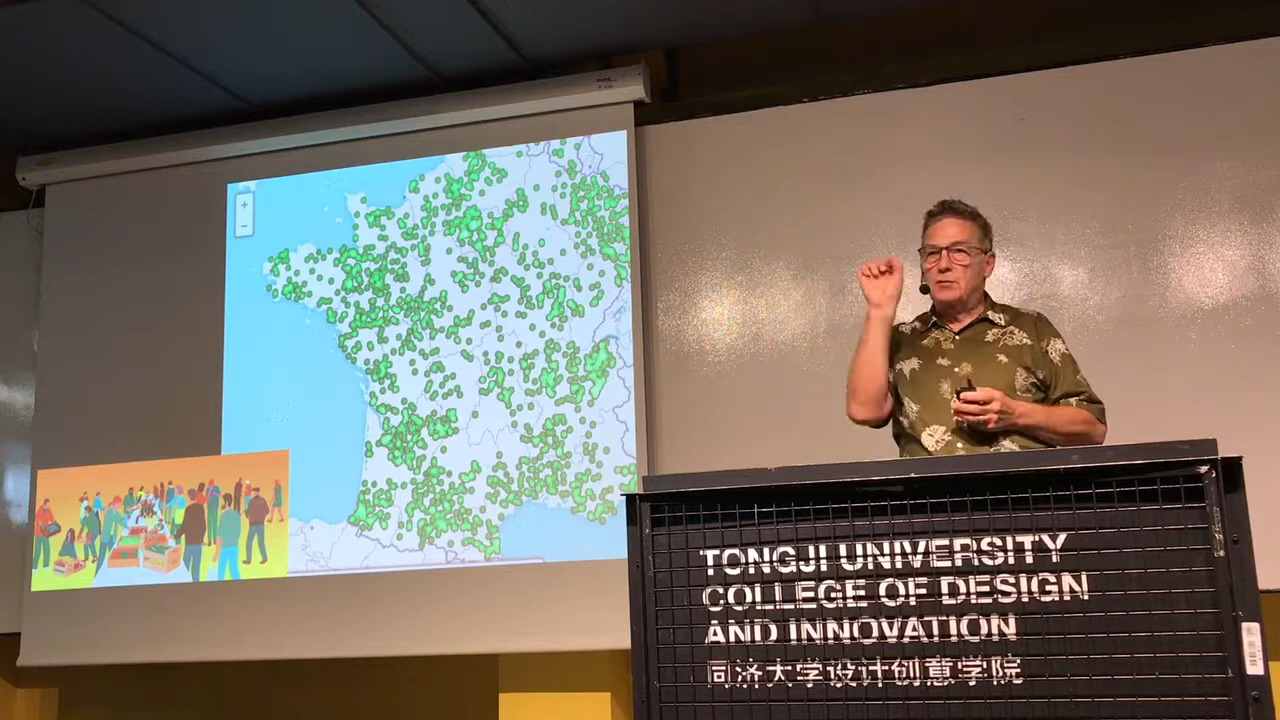 +
−
TONGJI UNIVERSITY
COLLEGE OF DESIGN
AND INNOVATION
同济大学设计创意学院